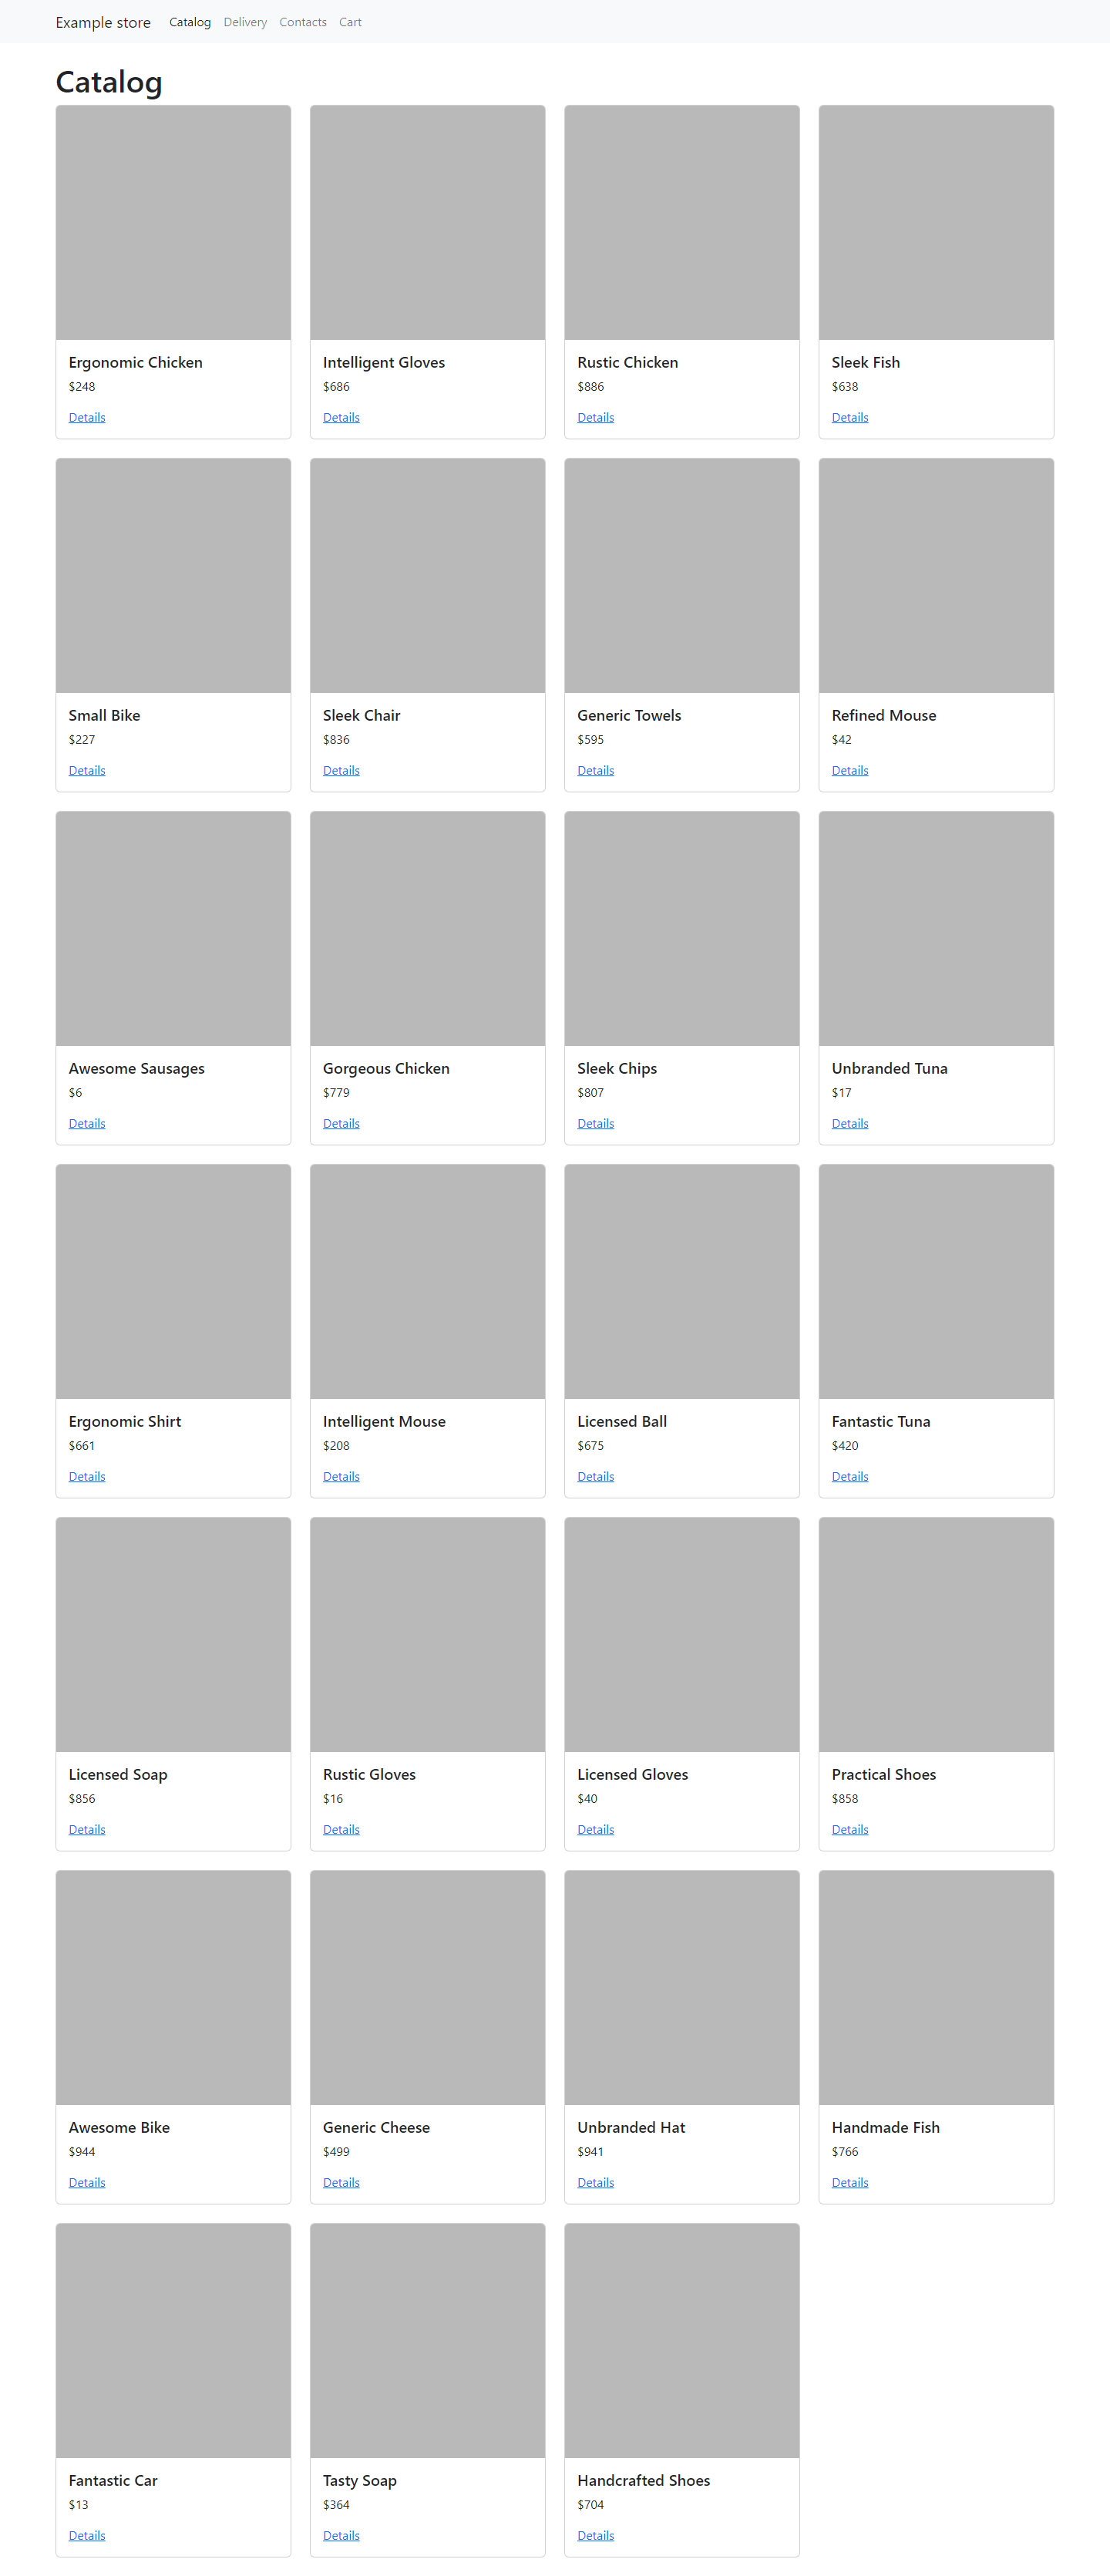 Example store Catalog Delivery Contacts Cart
Catalog
Ergonomic Chicken
$248
Details
Intelligent Gloves
$686
Details
Rustic Chicken
$886
Details
Sleek Fish
$638
Details
Small Bike
$227
Details
Sleek Chair
$836
Details
Generic Towels
$595
Details
Refined Mouse
$42
Details
Awesome Sausages
$6
Details
Gorgeous Chicken
$779
Details
Sleek Chips
$807
Details
Unbranded Tuna
$17
Details
Ergonomic Shirt
$661
Details
Intelligent Mouse
$208
Details
Licensed Ball
$675
Details
Fantastic Tuna
$420
Details
Licensed Soap
$856
Details
Rustic Gloves
$16
Details
Licensed Gloves
$40
Details
Practical Shoes
$858
Details
Awesome Bike
$944
Details
Generic Cheese
$499
Details
Unbranded Hat
$941
Details
Handmade Fish
$766
Details
Fantastic Car
$13
Details
Tasty Soap
$364
Details
Handcrafted Shoes
$704
Details